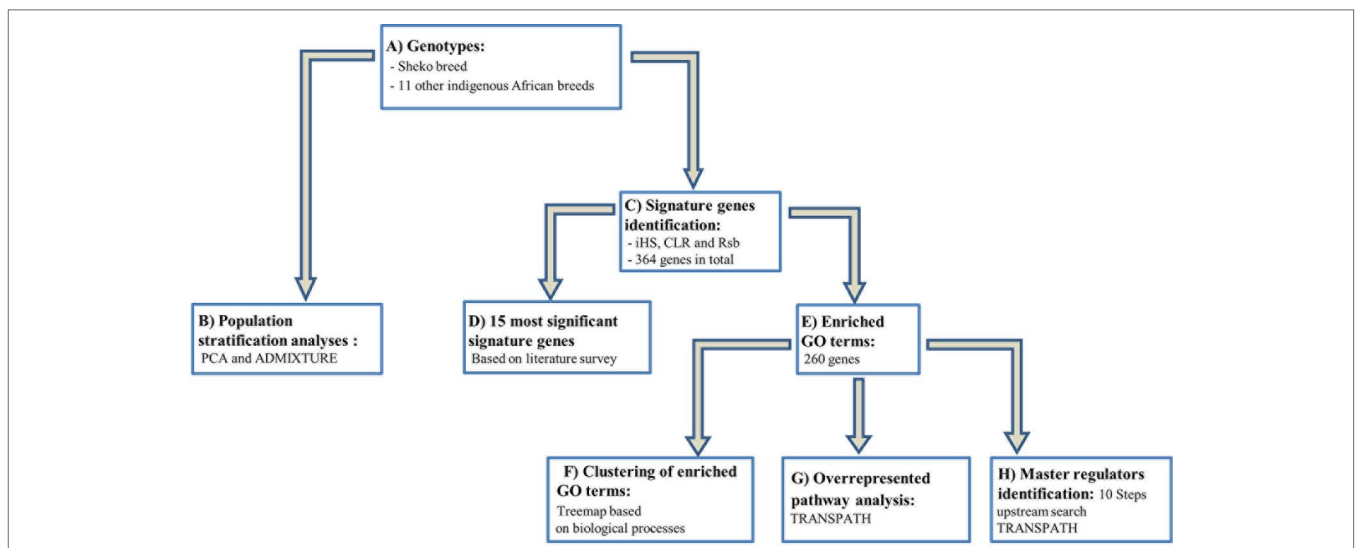 A) Genotypes:
- Sheko breed
- 11 other indigenous African breeds
C) Signature genes
identification:
- iHS, CLR and Rsb
- 364 genes in total
B) Population
stratification analyses :
PCA and ADMIXTURE
D) 15 most significant
signature genes
Based on literature survey
E) Enriched
GO terms:
260 genes
F) Clustering of enriched
GO terms:
Treemap based
on biological processes
G) Overrepresented
pathway analysis:
TRANSPATH
H) Master regulators
identification: 10 Steps
upstream search
TRANSPATH